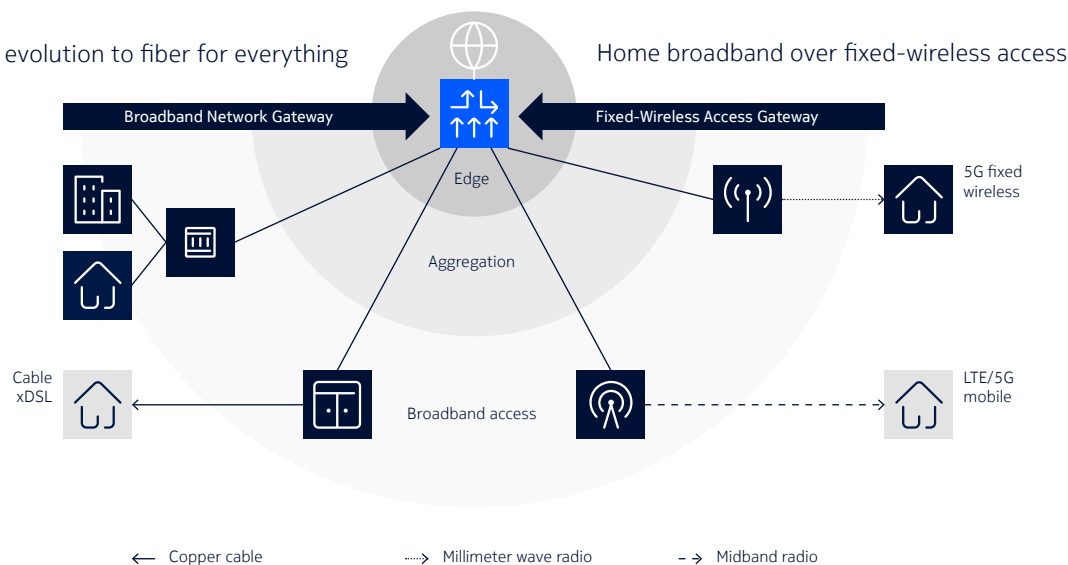 evolution to fiber for everything
Home broadband over fixed-wireless access
Broadband Network Gateway
Fixed-Wireless Access Gateway
Edge
5G fixed
wireless
Aggregation
Cable
xDSL
Broadband access
LTE/5G
mobile
Copper cable
Millimeter wave radio
Midband radio